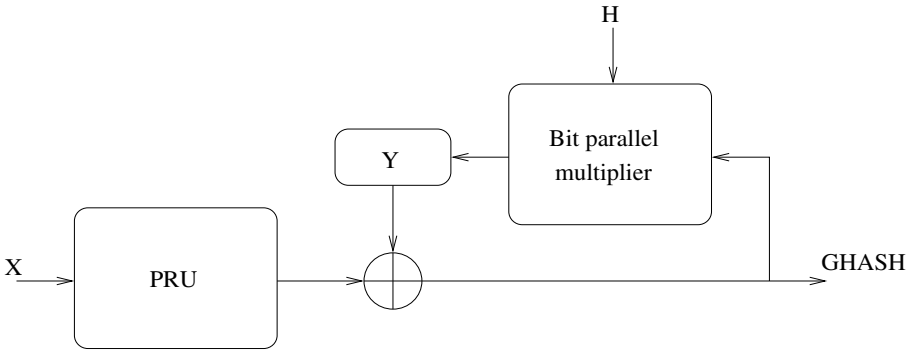 H
Bit parallel
multiplier
Y
X
PRU
GHASH